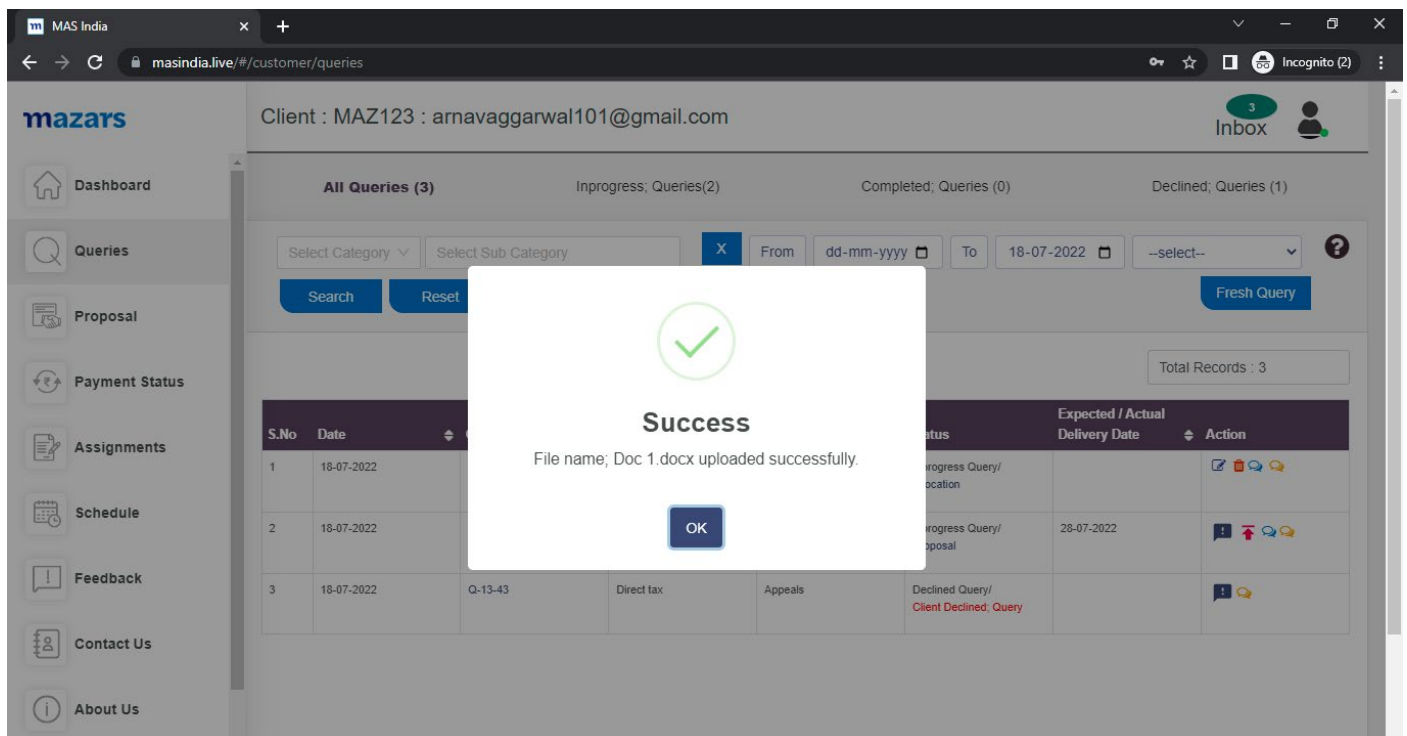 m MAS India
masindia.live/#/customer/queries
Incognito (2)
mazars
Client : MAZ123 : arnavaggarwal101@gmail.com
3
Inbox
Dashboard
Queries
Proposal
Payment Status
Assignments
Schedule
Feedback
Contact Us
About Us
All Queries (3) Inprogress; Queries(2) Completed; Queries (0) Declined; Queries (1)
Select Category Select Sub Category X From dd-mm-yyyy To 18-07-2022 --select--
Search Reset Fresh Query
Total Records : 3
Success
File name; Doc 1.docx uploaded successfully.
OK
S.No Date Expected / Actual Delivery Date Action
1 18-07-2022
2 18-07-2022 28-07-2022
3 18-07-2022 Q-13-43 Direct tax Appeals Declined Query/
Client Declined; Query